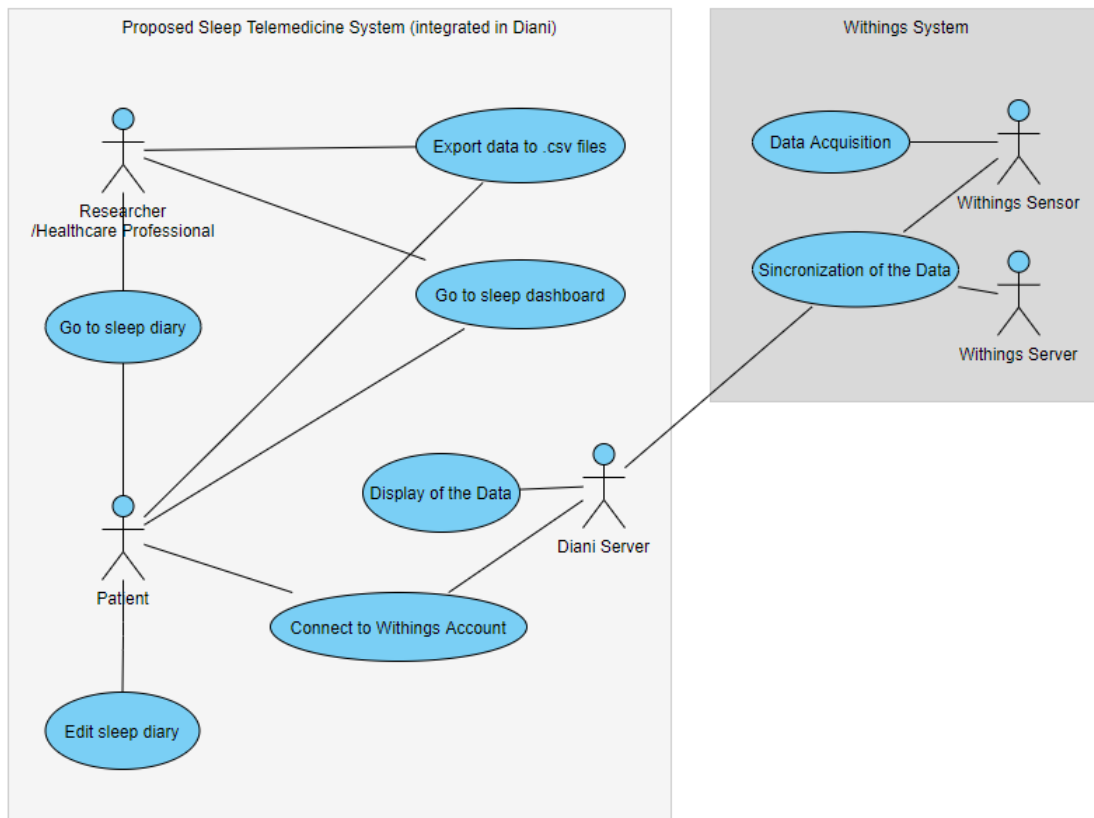 Proposed Sleep Telemedicine System (integrated in Diani)
Withings System
Export data to .csv files
Data Acquisition
Researcher
/Healthcare Professional
Withings Sensor
Sincronization of the Data
Go to sleep dashboard
Go to sleep diary
Withings Server
Display of the Data
Diani Server
Patient
Connect to Withings Account
Edit sleep diary